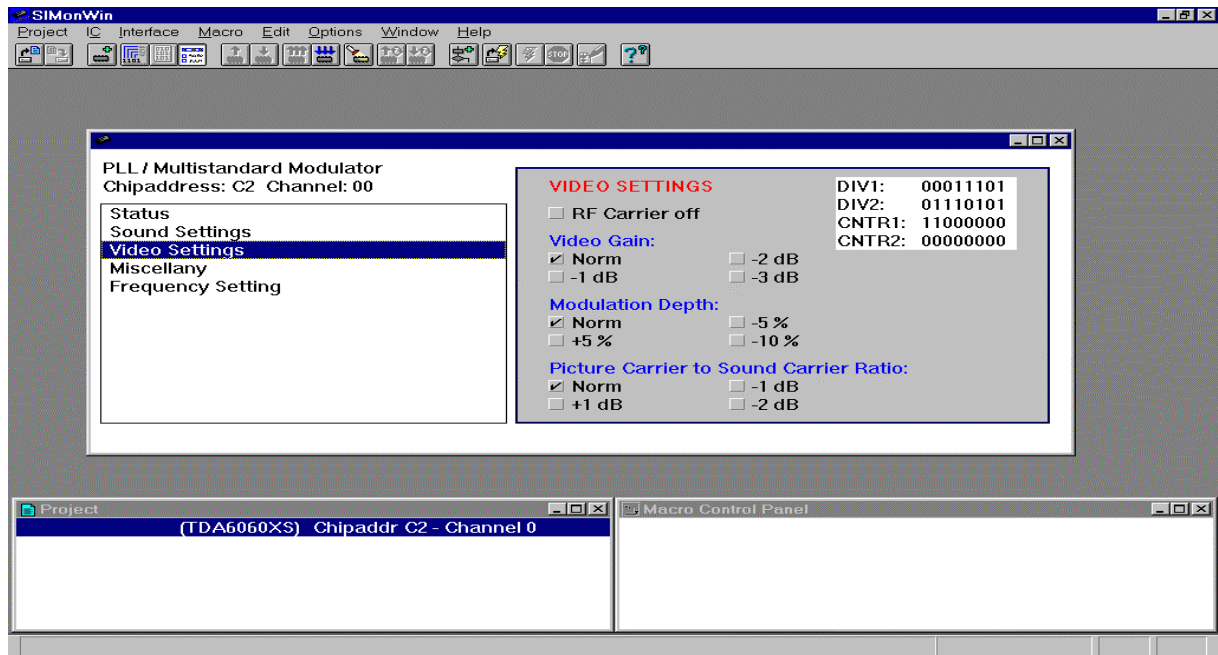 SIMonWin
Project IC Interface Macro Edit Options Window Help
STOP
PLL / Multistandard Modulator
Chipaddress: C2 Channel: 00
Status
Sound Settings
Video Settings
Miscellany
Frequency Setting
VIDEO SETTINGS
RF Carrier off
DIV1: 00011101
DIV2: 01110101
CNTR1: 11000000
CNTR2: 00000000
Video Gain:
Norm -2 dB
-1 dB -3 dB
Modulation Depth:
Norm -5 %
+5 % -10 %
Picture Carrier to Sound Carrier Ratio:
Norm -1 dB
+1 dB -2 dB
Project
(TDA6060XS) Chipaddr C2 - Channel 0
Macro Control Panel